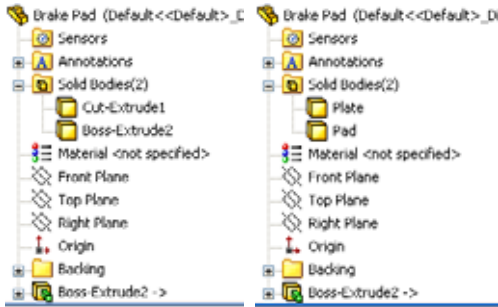 Brake Pad (Default<<Default>_D
Sensors
Annotations
Solid Bodies(2)
Cut-Extrude1
Boss-Extrude2
Material <not specified>
Front Plane
Top Plane
Right Plane
Origin
Backing
Boss-Extrude2 ->
Brake Pad (Default<<Default>_D
Sensors
Annotations
Solid Bodies(2)
Plate
Pad
Material <not specified>
Front Plane
Top Plane
Right Plane
Origin
Backing
Boss-Extrude2 ->